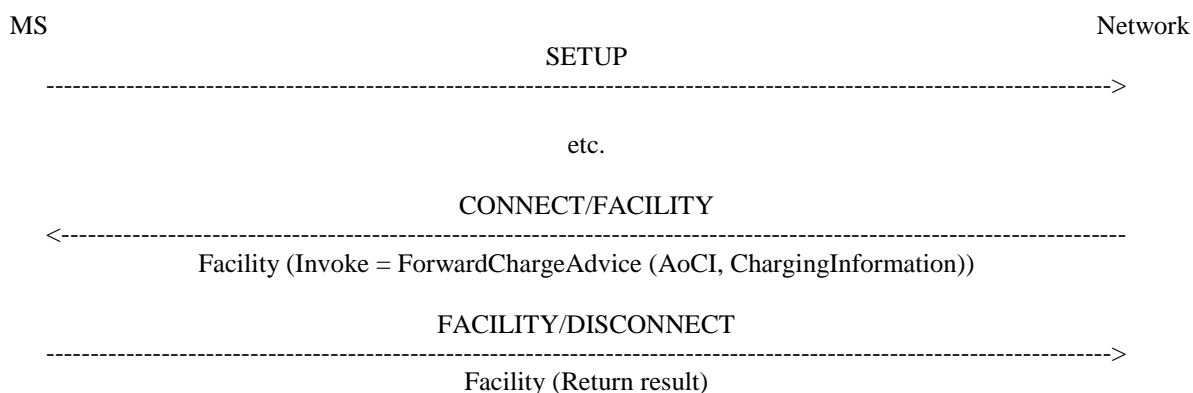 MS Network
SETUP
------------------------------------------------------------------------------------------------------------------------>
etc.
CONNECT/FACILITY
<------------------------------------------------------------------------------------------------------------------------
Facility (Invoke = ForwardChargeAdvice (AoCI, ChargingInformation))
FACILITY/DISCONNECT
------------------------------------------------------------------------------------------------------------------------>
Facility (Return result)